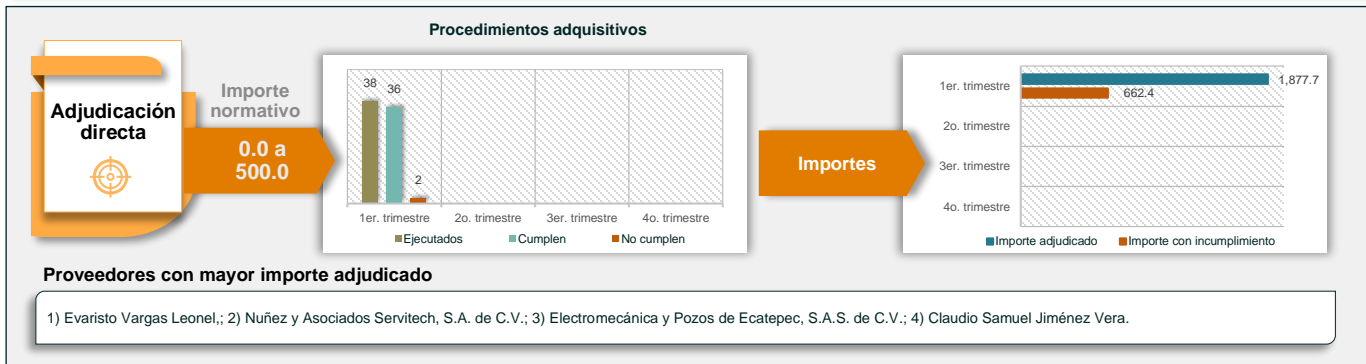 Procedimientos adquisitivos
Adjudicación
directa
Importe
normativo
0.0 a
500.0
38
36
2
1er. trimestre
2o. trimestre
3er. trimestre
4o. trimestre
Ejecutados
Cumplen
No cumplen
Importes
1er. trimestre
2o. trimestre
3er. trimestre
4o. trimestre
1,877.7
662.4
Importe adjudicado
Importe con incumplimiento
Proveedores con mayor importe adjudicado
1) Evaristo Vargas Leonel,; 2) Nuñez y Asociados Servitech, S.A. de C.V.; 3) Electromecánica y Pozos de Ecatepec, S.A.S. de C.V.; 4) Claudio Samuel Jiménez Vera.